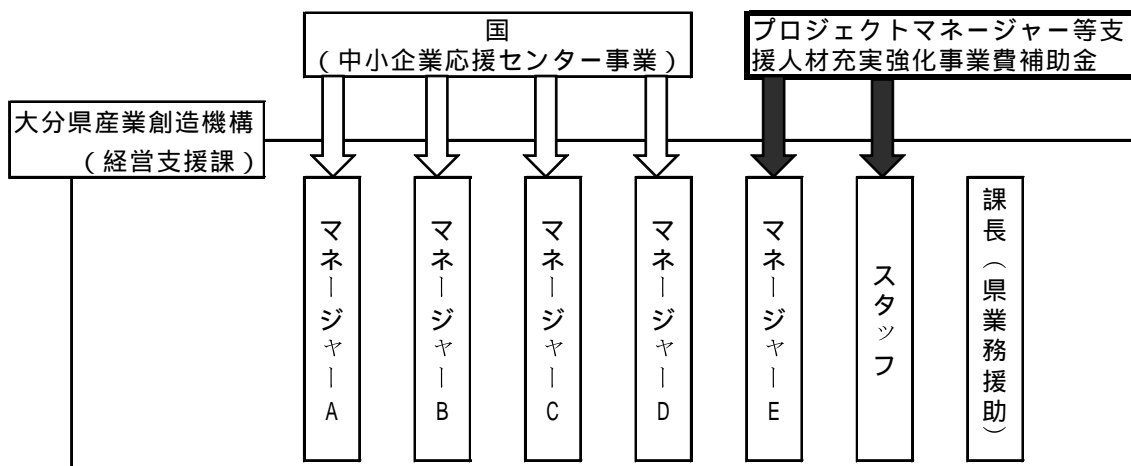 国
(中小企業応援センター事業)
プロジェクトマネージャー等支
援人材充実強化事業費補助金
大分県産業創造機構
(経営支援課)
マネージャーA
マネージャーB
マネージャーC
マネージャーD
マネージャーE
スタッフ
課長(県業務援助)